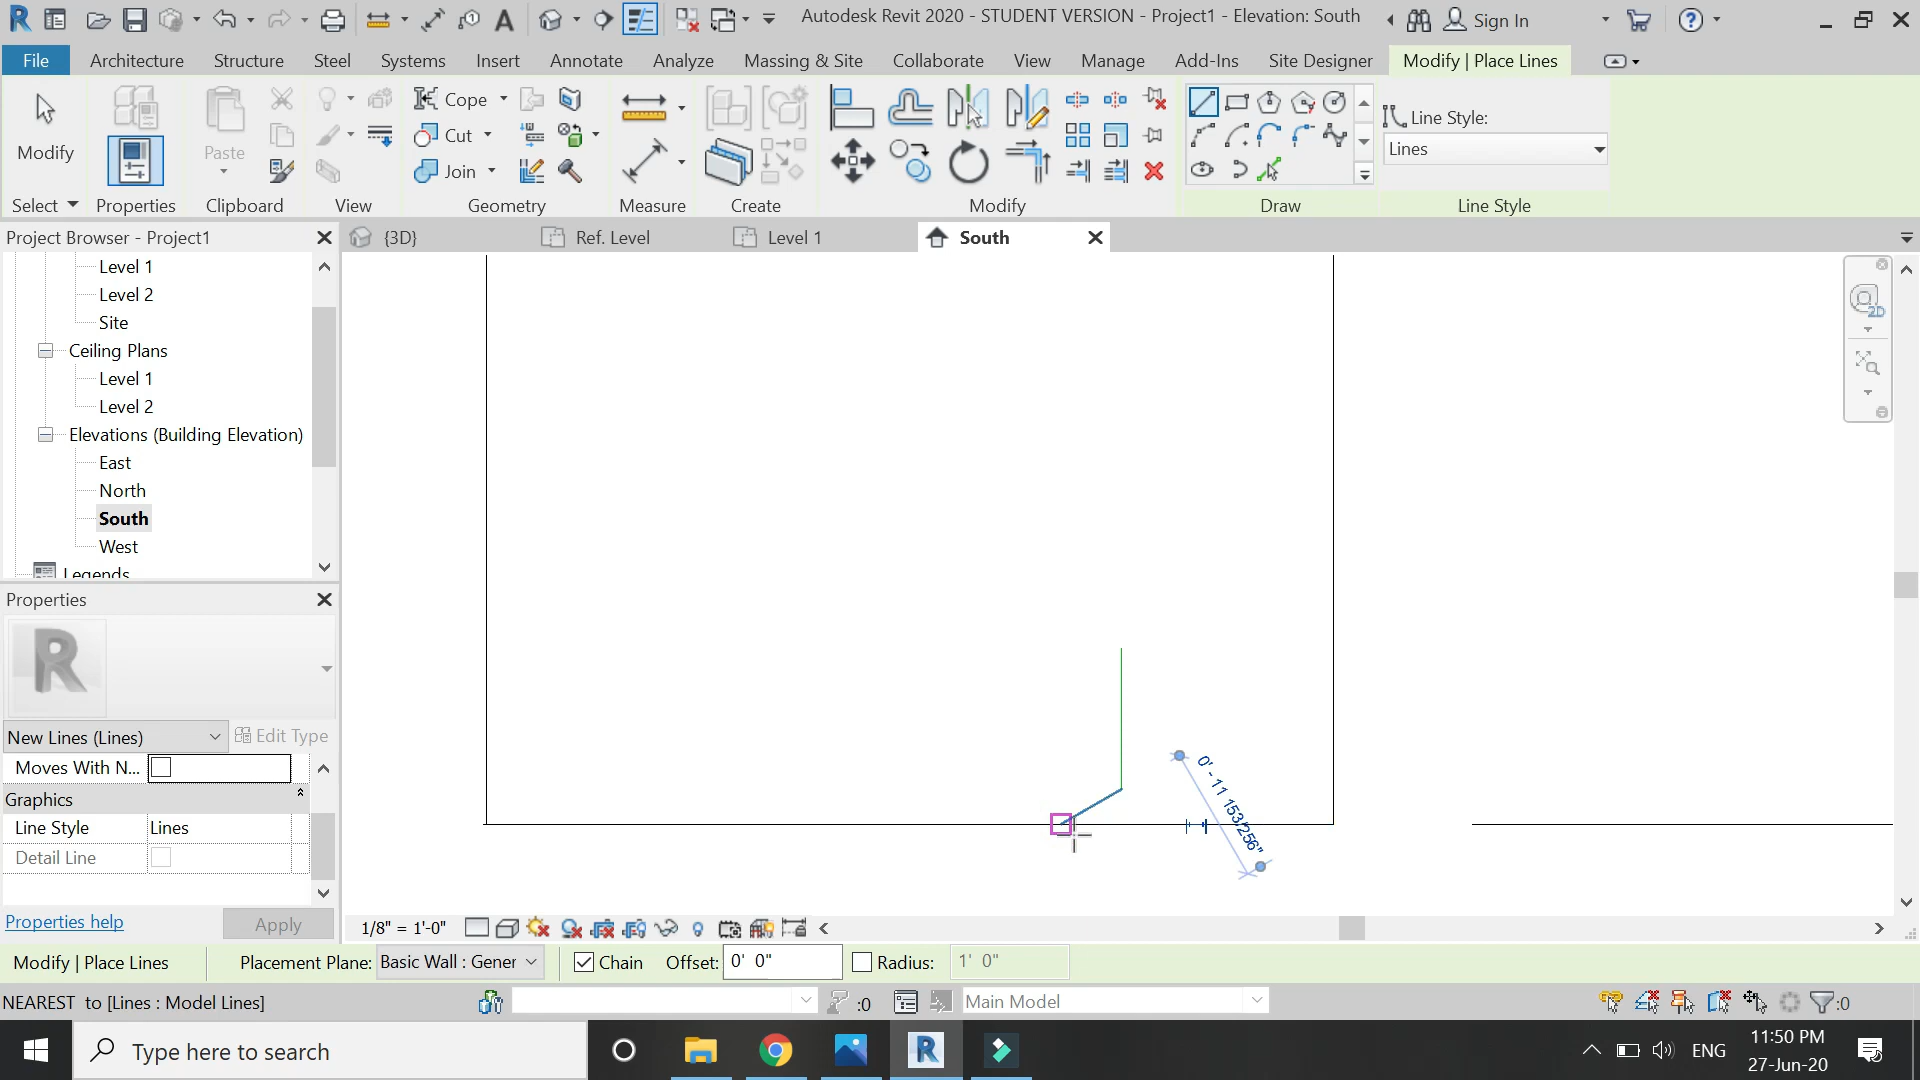 Autodesk Revit 2020 - STUDENT VERSION - Project1 - Elevation: South
Sign In
File
Architecture
Structure
Steel
Systems
Insert
Annotate
Analyze
Massing & Site
Collaborate
View
Manage
Add-Ins
Site Designer
Modify | Place Lines
Modify
Paste
Cope
Cut
Join
Line Style:
Lines
Select
Properties
Clipboard
View
Geometry
Measure
Create
Modify
Draw
Line Style
Project Browser - Project1
{3D}
Ref. Level
Level 1
South
Level 1
Level 2
Site
Ceiling Plans
Level 1
Level 2
Elevations (Building Elevation)
East
North
South
West
Legends
Properties
New Lines (Lines)
Edit Type
Moves With N...
Graphics
Line Style Lines
Detail Line
Properties help
Apply
0' - 11 153/256"
1/8" = 1'-0"
Modify | Place Lines
Placement Plane: Basic Wall : Gener
Chain
Offset: 0' 0"
Radius: 1' 0"
NEAREST to [Lines : Model Lines]
:0
Main Model
:0
Type here to search
ENG
11:50 PM
27-Jun-20